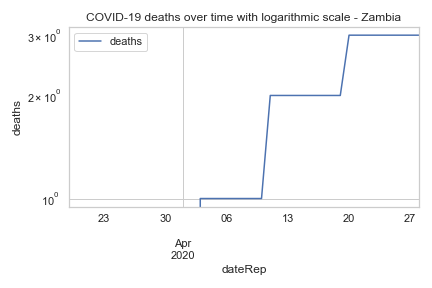 COVID-19 deaths over time with logarithmic scale - Zambia
deaths
3 × 10⁰
2 × 10⁰
10⁰
deaths
23 30 06 13 20 27
Apr
2020
dateRep